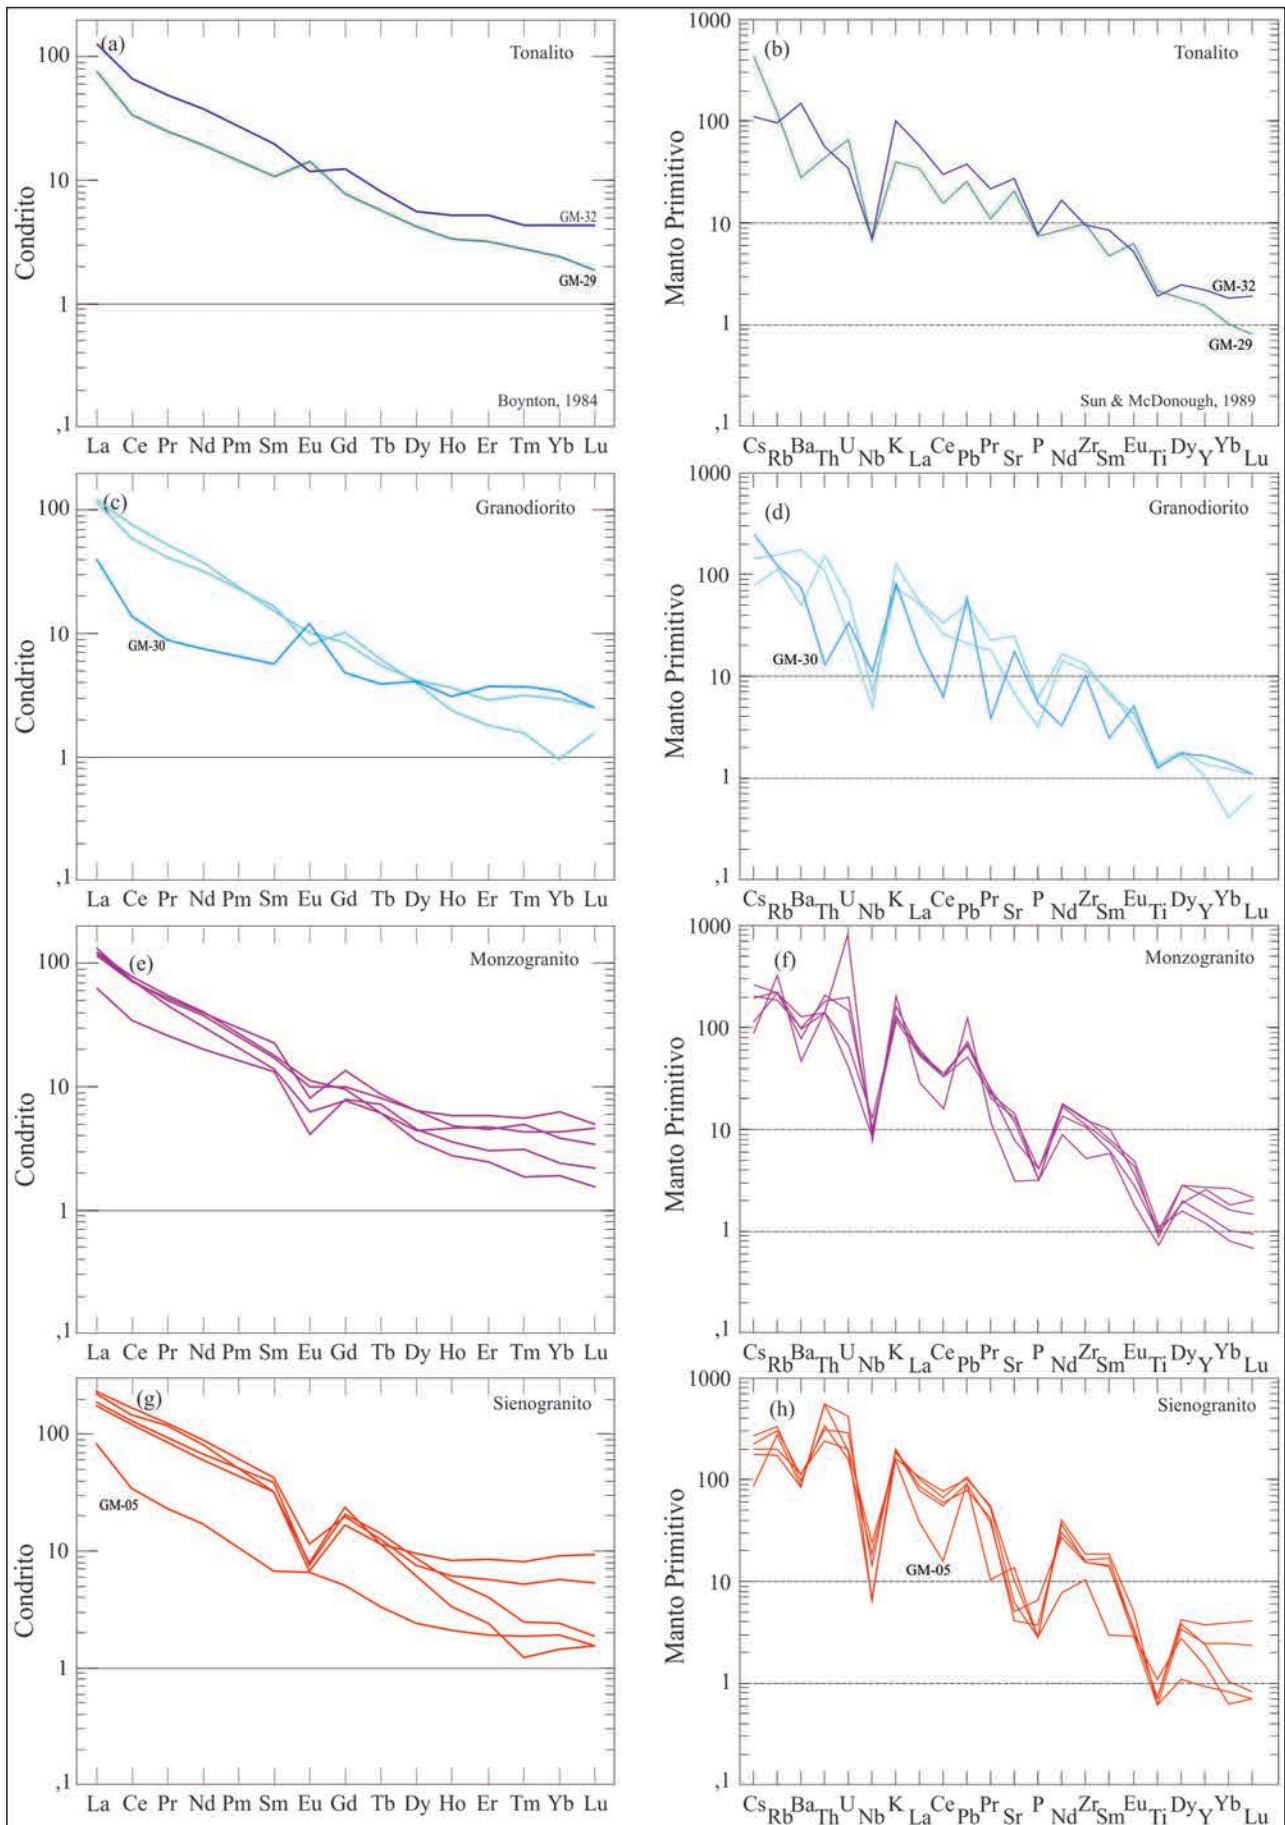 (a)
Tonalito
Condrito
100
10
1
,1
GM-32
GM-29
Boynton, 1984
La Ce Pr Nd Pm Sm Eu Gd Tb Dy Ho Er Tm Yb Lu
(b)
Tonalito
Manto Primitivo
1000
100
10
1
,1
GM-32
GM-29
Sun & McDonough, 1989
Cs Rb Ba Th U Nb K La Ce Pb Pr Sr P Nd Zr Sm Eu Ti Dy Y Yb Lu
(c)
Granodiorito
Condrito
100
10
1
,1
GM-30
La Ce Pr Nd Pm Sm Eu Gd Tb Dy Ho Er Tm Yb Lu
(d)
Granodiorito
Manto Primitivo
1000
100
10
1
,1
GM-30
Cs Rb Ba Th U Nb K La Ce Pb Pr Sr P Nd Zr Sm Eu Ti Dy Y Yb Lu
(e)
Monzogranito
Condrito
100
10
1
,1
La Ce Pr Nd Pm Sm Eu Gd Tb Dy Ho Er Tm Yb Lu
(f)
Monzogranito
Manto Primitivo
1000
100
10
1
,1
Cs Rb Ba Th U Nb K La Ce Pb Pr Sr P Nd Zr Sm Eu Ti Dy Y Yb Lu
(g)
Sienogranito
Condrito
100
10
1
,1
GM-05
La Ce Pr Nd Pm Sm Eu Gd Tb Dy Ho Er Tm Yb Lu
(h)
Sienogranito
Manto Primitivo
1000
100
10
1
,1
GM-05
Cs Rb Ba Th U Nb K La Ce Pb Pr Sr P Nd Zr Sm Eu Ti Dy Y Yb Lu